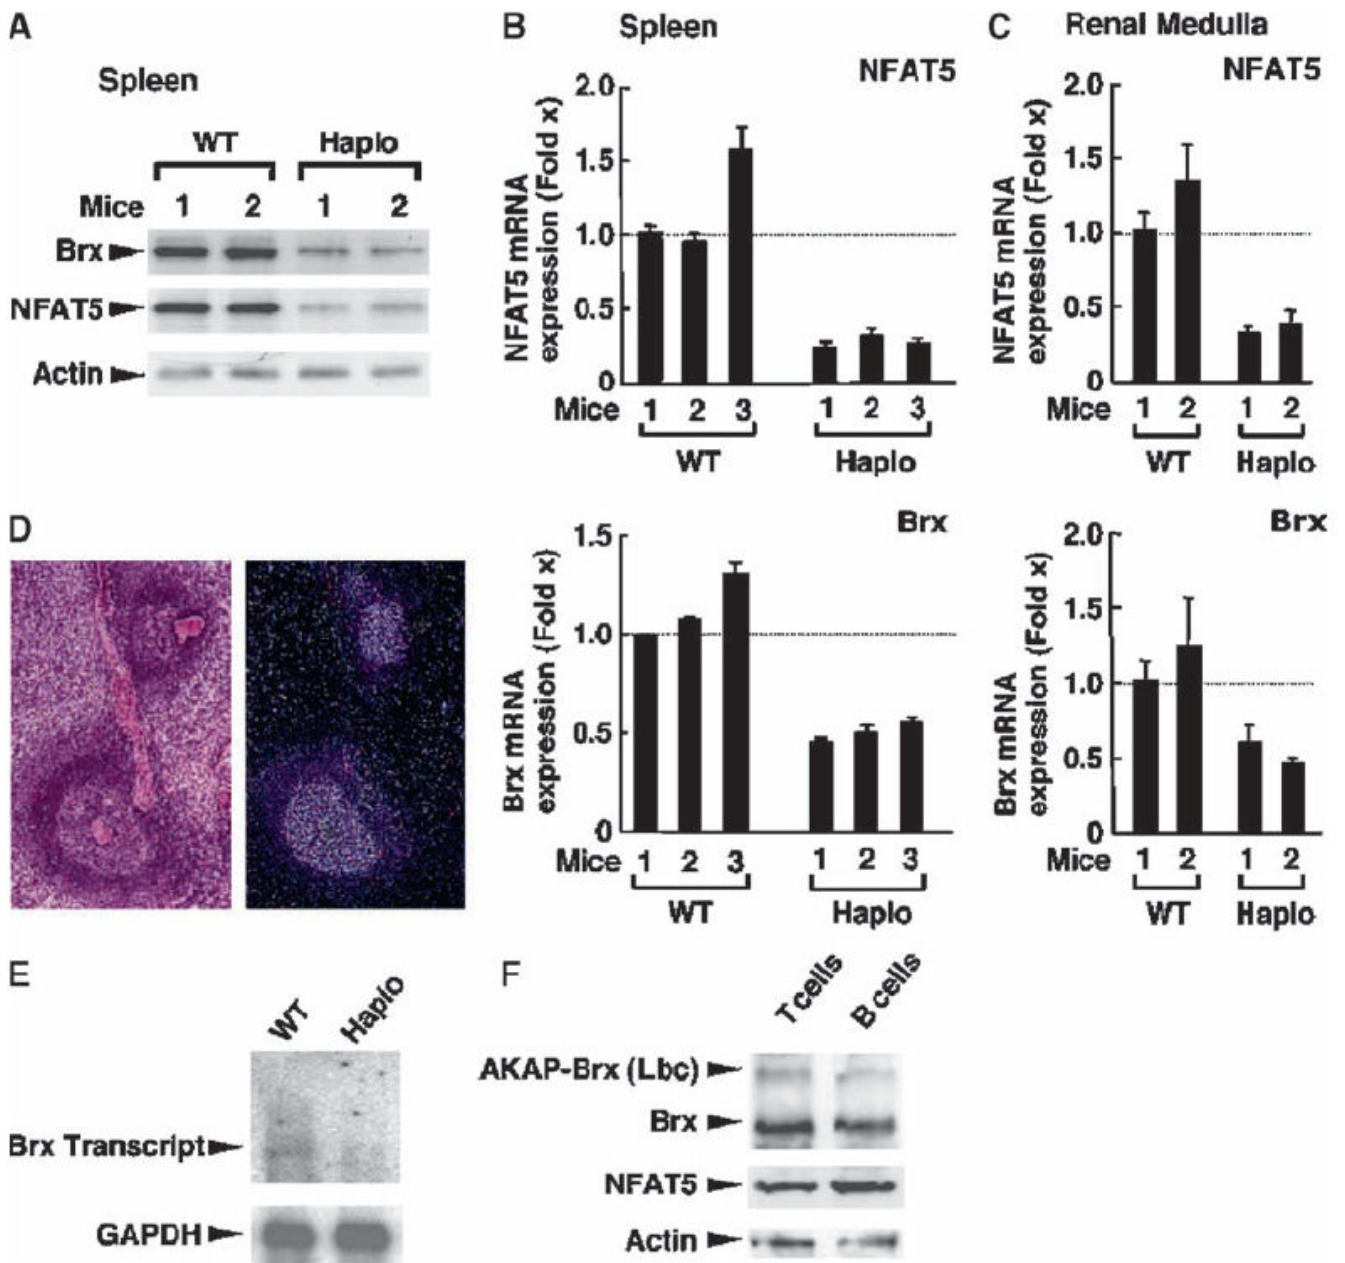 A
Spleen
WT Haplo
Mice 1 2 1 2
Brx
NFAT5
Actin
B Spleen
NFAT5
NFAT5 mRNA
expression (Fold x)
2.0
1.5
1.0
0.5
0
Mice 1 2 3 1 2 3
WT Haplo
Brx
Brx mRNA
expression (Fold x)
1.5
1.0
0.5
0
Mice 1 2 3 1 2 3
WT Haplo
C Renal Medulla
NFAT5
NFAT5 mRNA
expression (Fold x)
2.0
1.5
1.0
0.5
0
Mice 1 2 1 2
WT Haplo
Brx
Brx mRNA
expression (Fold x)
2.0
1.5
1.0
0.5
0
Mice 1 2 1 2
WT Haplo
D
E
WT Haplo
Brx Transcript
GAPDH
F
T cells B cells
AKAP-Brx (Lbc)
Brx
NFAT5
Actin